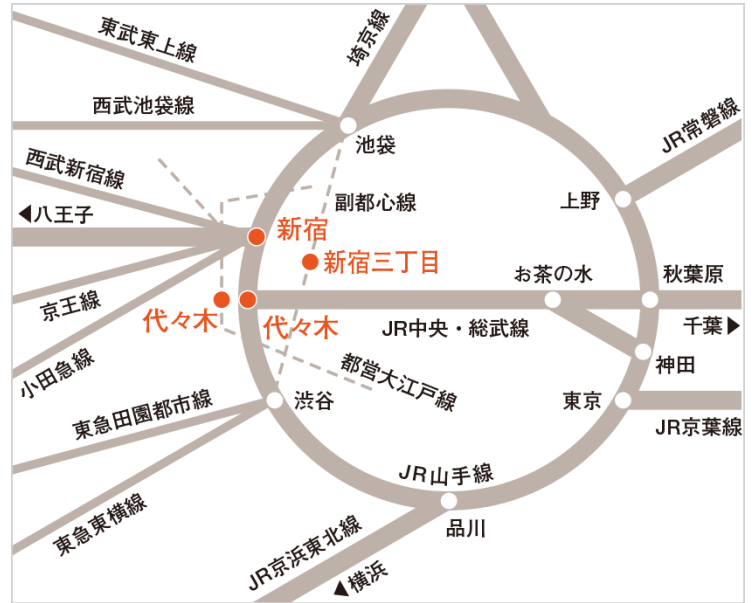 東武東上線
埼京線
西武池袋線
池袋
JR常磐線
西武新宿線
副都心線
上野
◀八王子
新宿
新宿三丁目
お茶の水
秋葉原
京王線
代々木
代々木
JR中央・総武線
千葉▶
小田急線
都営大江戸線
神田
東急田園都市線
渋谷
東京
JR京葉線
JR山手線
東急東横線
品川
JR京浜東北線
▲横浜